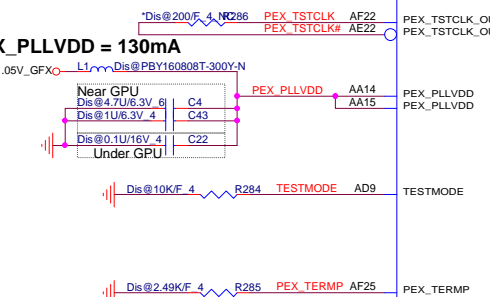 *Dis@200/F_4_NC R286 PEX_TSTCLK AF22 PEX_TSTCLK_OU
PEX_TSTCLK# AE22 PEX_TSTCLK_OU
X_PLLVDD = 130mA
.05V_GFX L1 Dis@PBY160808T-300Y-N
Near GPU PEX_PLLVDD AA14 PEX_PLLVDD
Dis@4.7U/6.3V_6 C4 AA15 PEX_PLLVDD
Dis@1U/6.3V_4 C43
Dis@0.1U/16V_4 C22
Under GPU
Dis@10K/F_4 R284 TESTMODE AD9 TESTMODE
Dis@2.49K/F_4 R285 PEX_TERMP AF25 PEX_TERMP